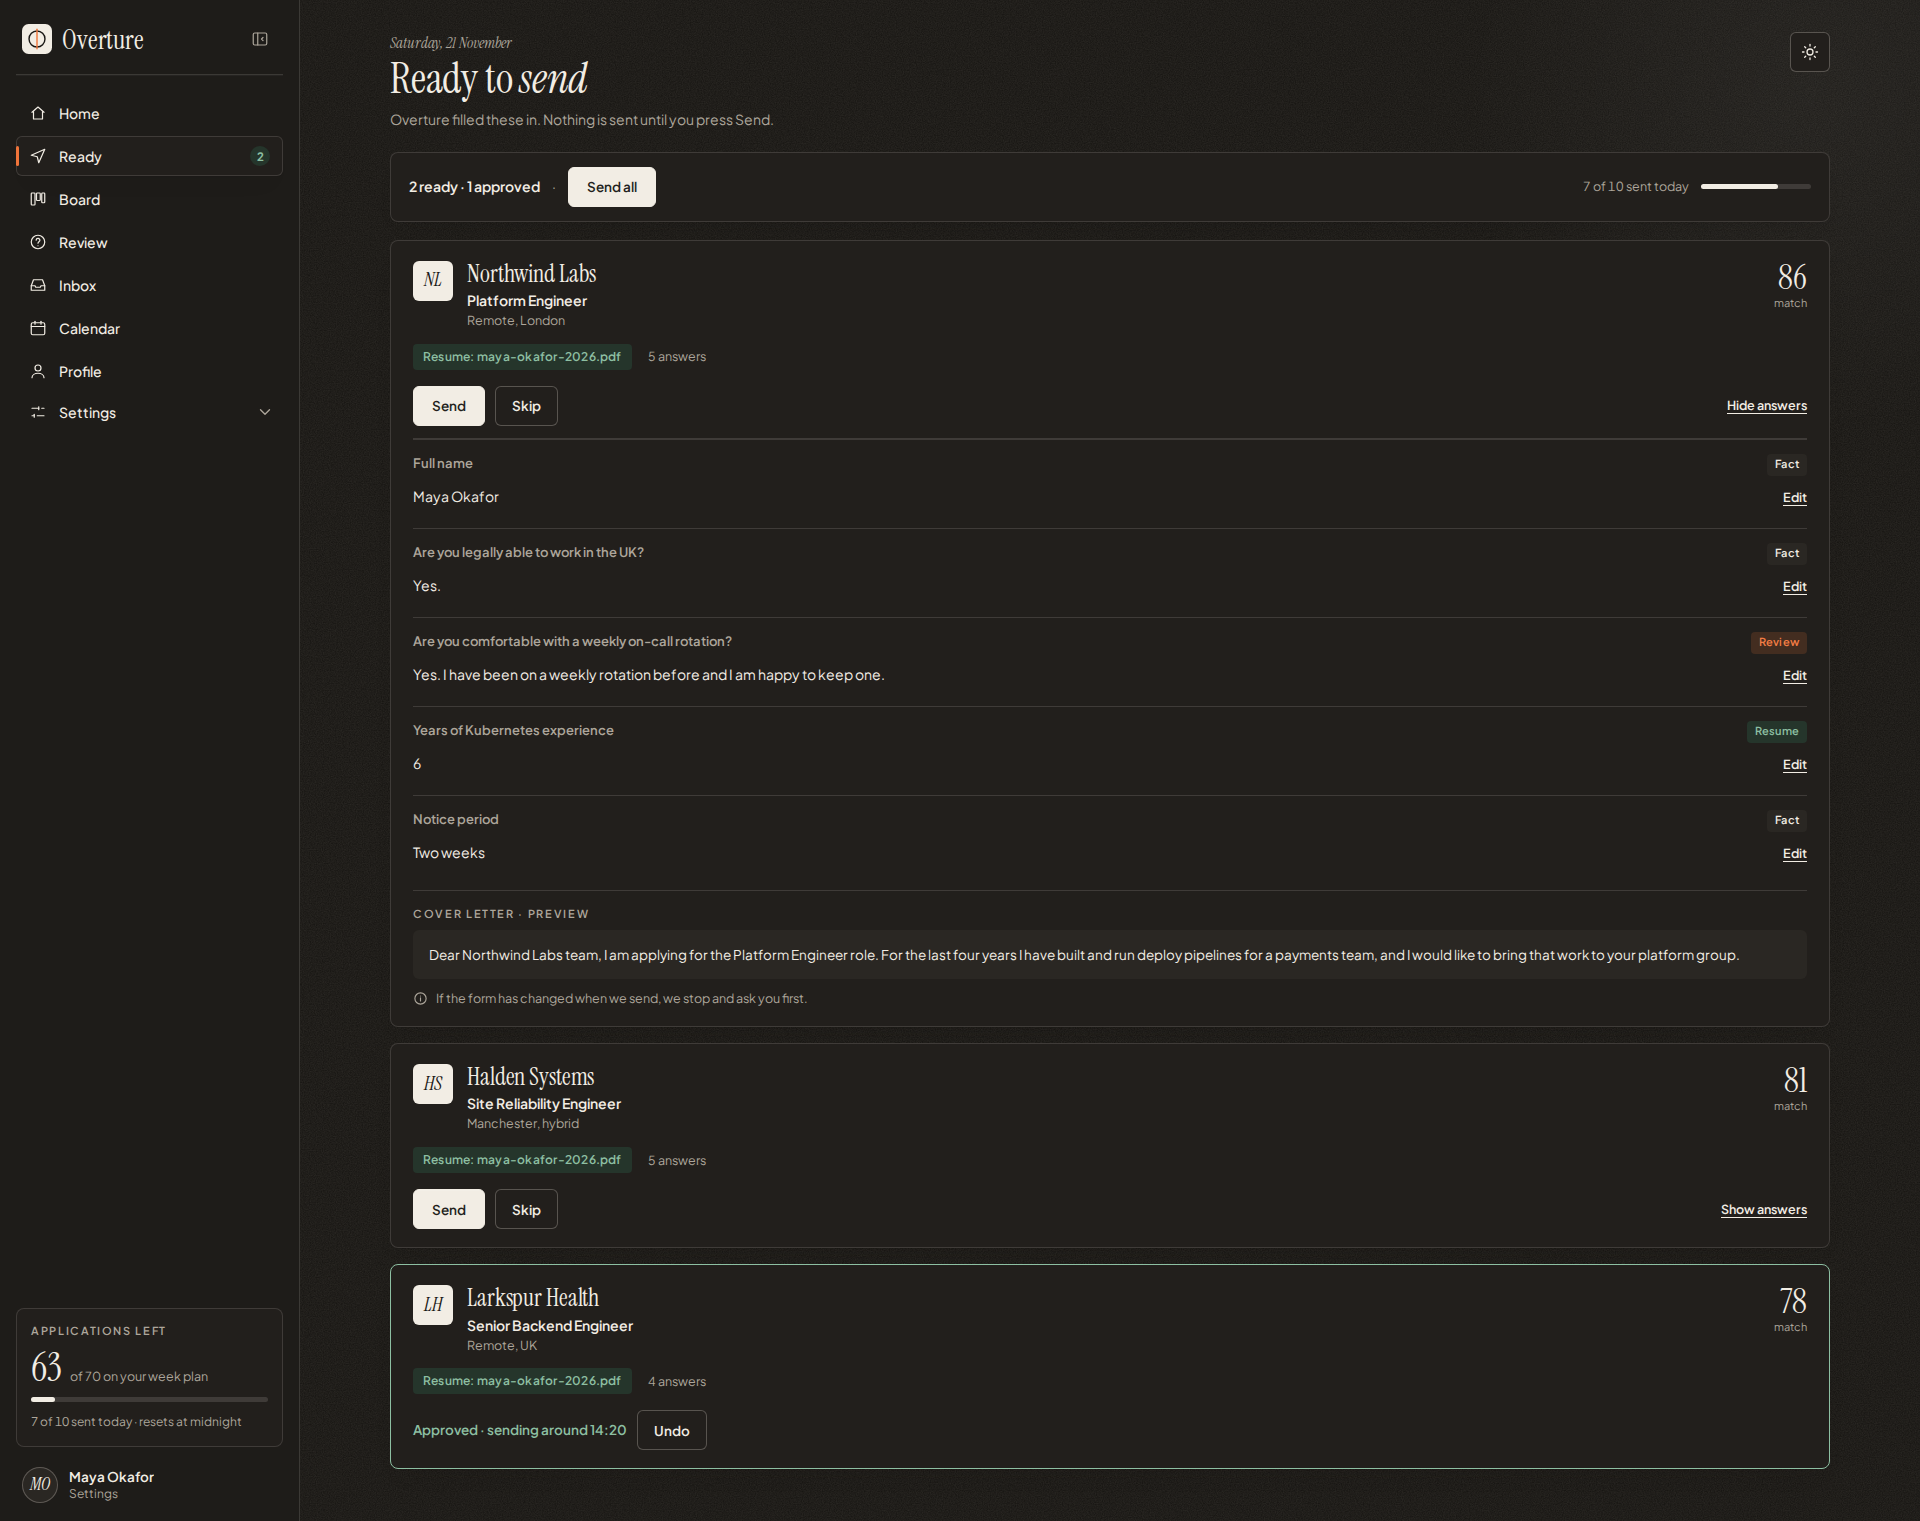 Overture
Home
Ready 2
Board
Review
Inbox
Calendar
Profile
Settings
APPLICATIONS LEFT
63 of 70 on your week plan
7 of 10 sent today · resets at midnight
MO
Maya Okafor
Settings
Saturday, 21 November
Ready to send
Overture filled these in. Nothing is sent until you press Send.
2 ready · 1 approved · Send all
7 of 10 sent today
NL
Northwind Labs
Platform Engineer
Remote, London
86
match
Resume: maya-okafor-2026.pdf 5 answers
Send Skip
Hide answers
Full name Fact
Maya Okafor Edit
Are you legally able to work in the UK? Fact
Yes. Edit
Are you comfortable with a weekly on-call rotation? Review
Yes. I have been on a weekly rotation before and I am happy to keep one. Edit
Years of Kubernetes experience Resume
6 Edit
Notice period Fact
Two weeks Edit
COVER LETTER · PREVIEW
Dear Northwind Labs team, I am applying for the Platform Engineer role. For the last four years I have built and run deploy pipelines for a payments team, and I would like to bring that work to your platform group.
If the form has changed when we send, we stop and ask you first.
HS
Halden Systems
Site Reliability Engineer
Manchester, hybrid
81
match
Resume: maya-okafor-2026.pdf 5 answers
Send Skip
Show answers
LH
Larkspur Health
Senior Backend Engineer
Remote, UK
78
match
Resume: maya-okafor-2026.pdf 4 answers
Approved · sending around 14:20 Undo